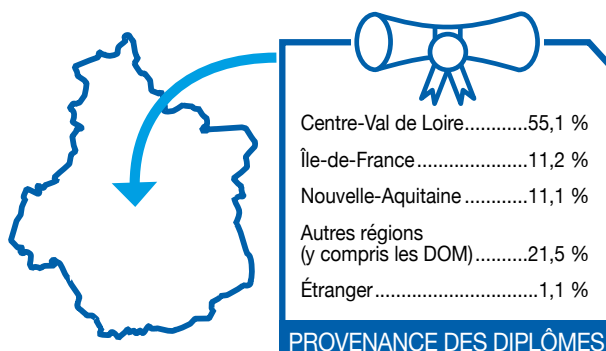 Centre-Val de Loire............55,1 %
Île-de-France....................11,2 %
Nouvelle-Aquitaine...........11,1 %
Autres régions
(y compris les DOM)..........21,5 %
Étranger..............................1,1 %
PROVENANCE DES DIPLÔMES